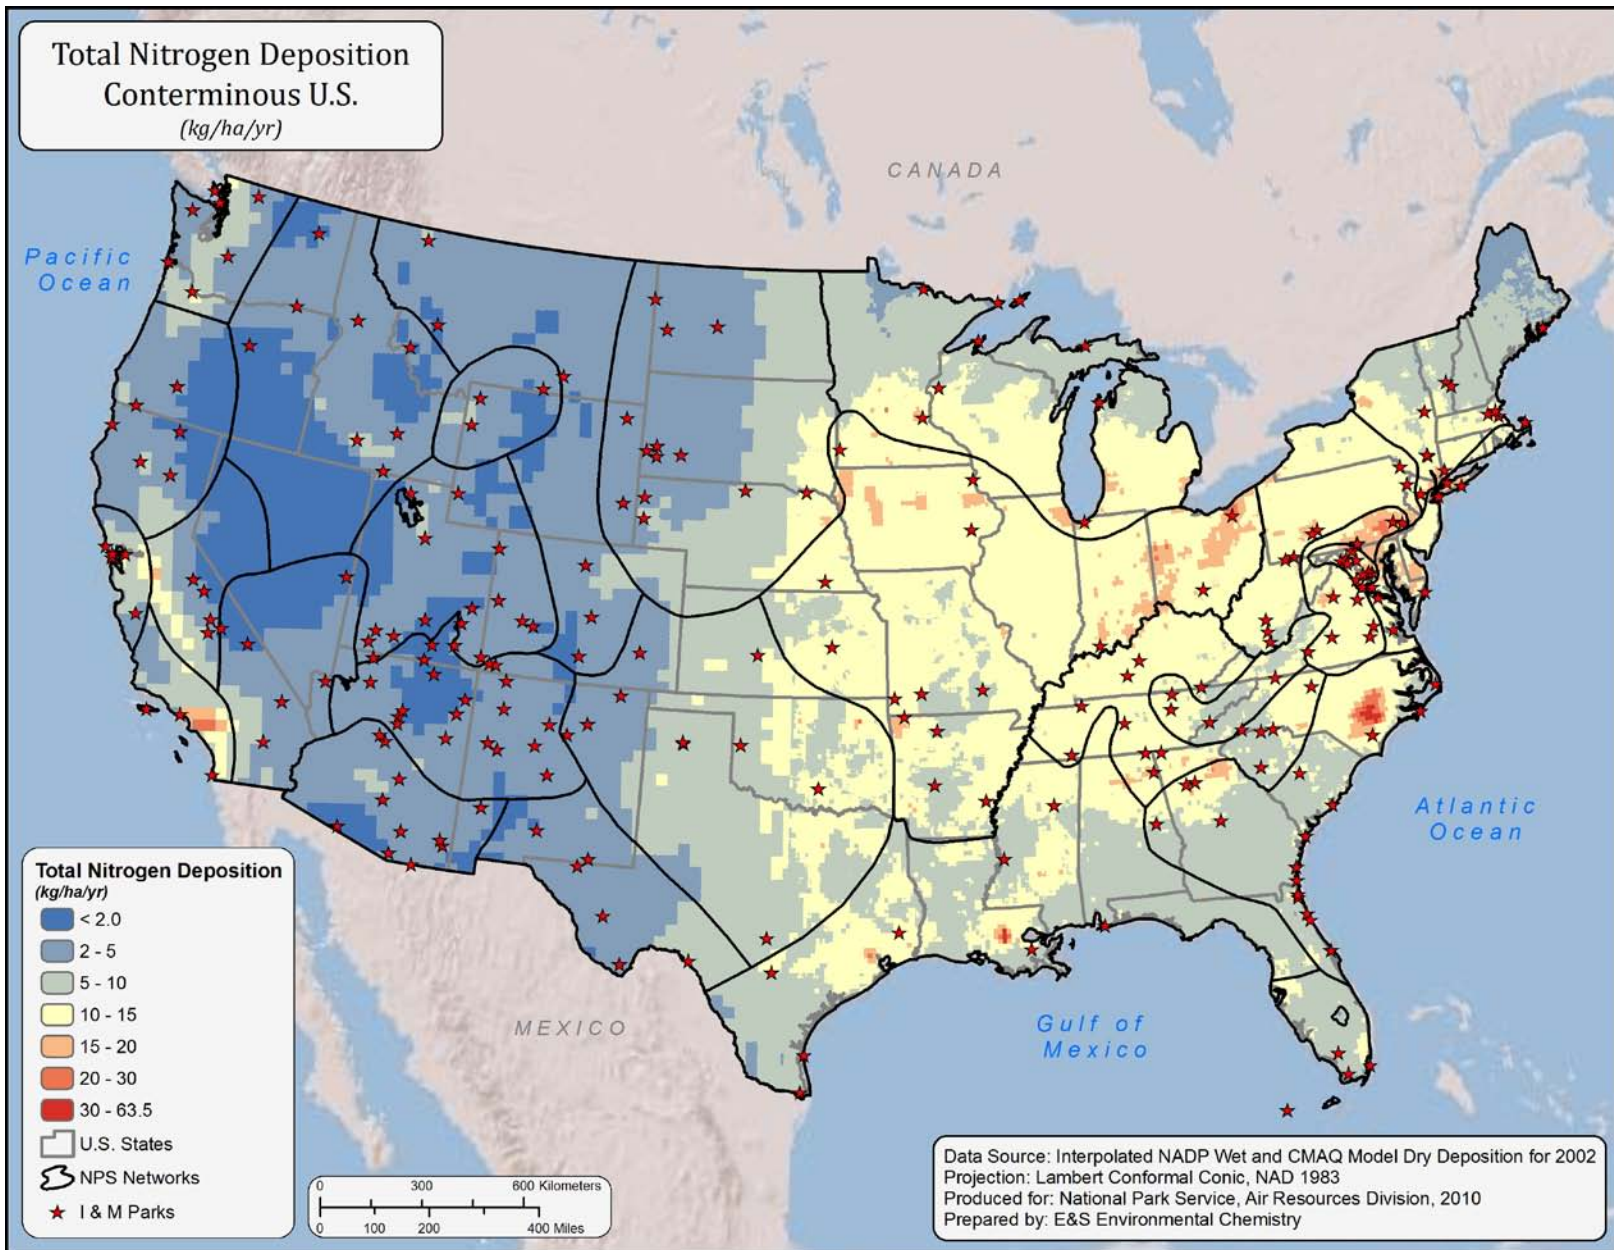 Total Nitrogen Deposition
Conterminous U.S.
(kg/ha/yr)
CANADA
Pacific
Ocean
Atlantic
Ocean
Gulf of
Mexico
MEXICO
Total Nitrogen Deposition
(kg/ha/yr)
< 2.0
2 - 5
5 - 10
10 - 15
15 - 20
20 - 30
30 - 63.5
U.S. States
NPS Networks
I & M Parks
0 300 600 Kilometers
0 100 200 400 Miles
Data Source: Interpolated NADP Wet and CMAQ Model Dry Deposition for 2002
Projection: Lambert Conformal Conic, NAD 1983
Produced for: National Park Service, Air Resources Division, 2010
Prepared by: E&S Environmental Chemistry